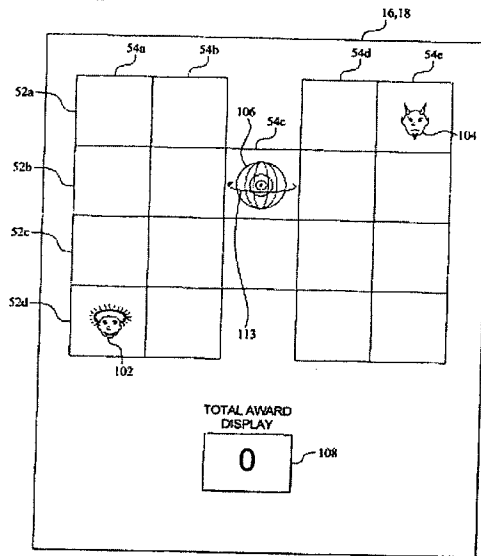 16,18
54a 54b 54d 54e
52a
106 54c
104
52b
52c
113
52d
102
TOTAL AWARD
DISPLAY
0
108